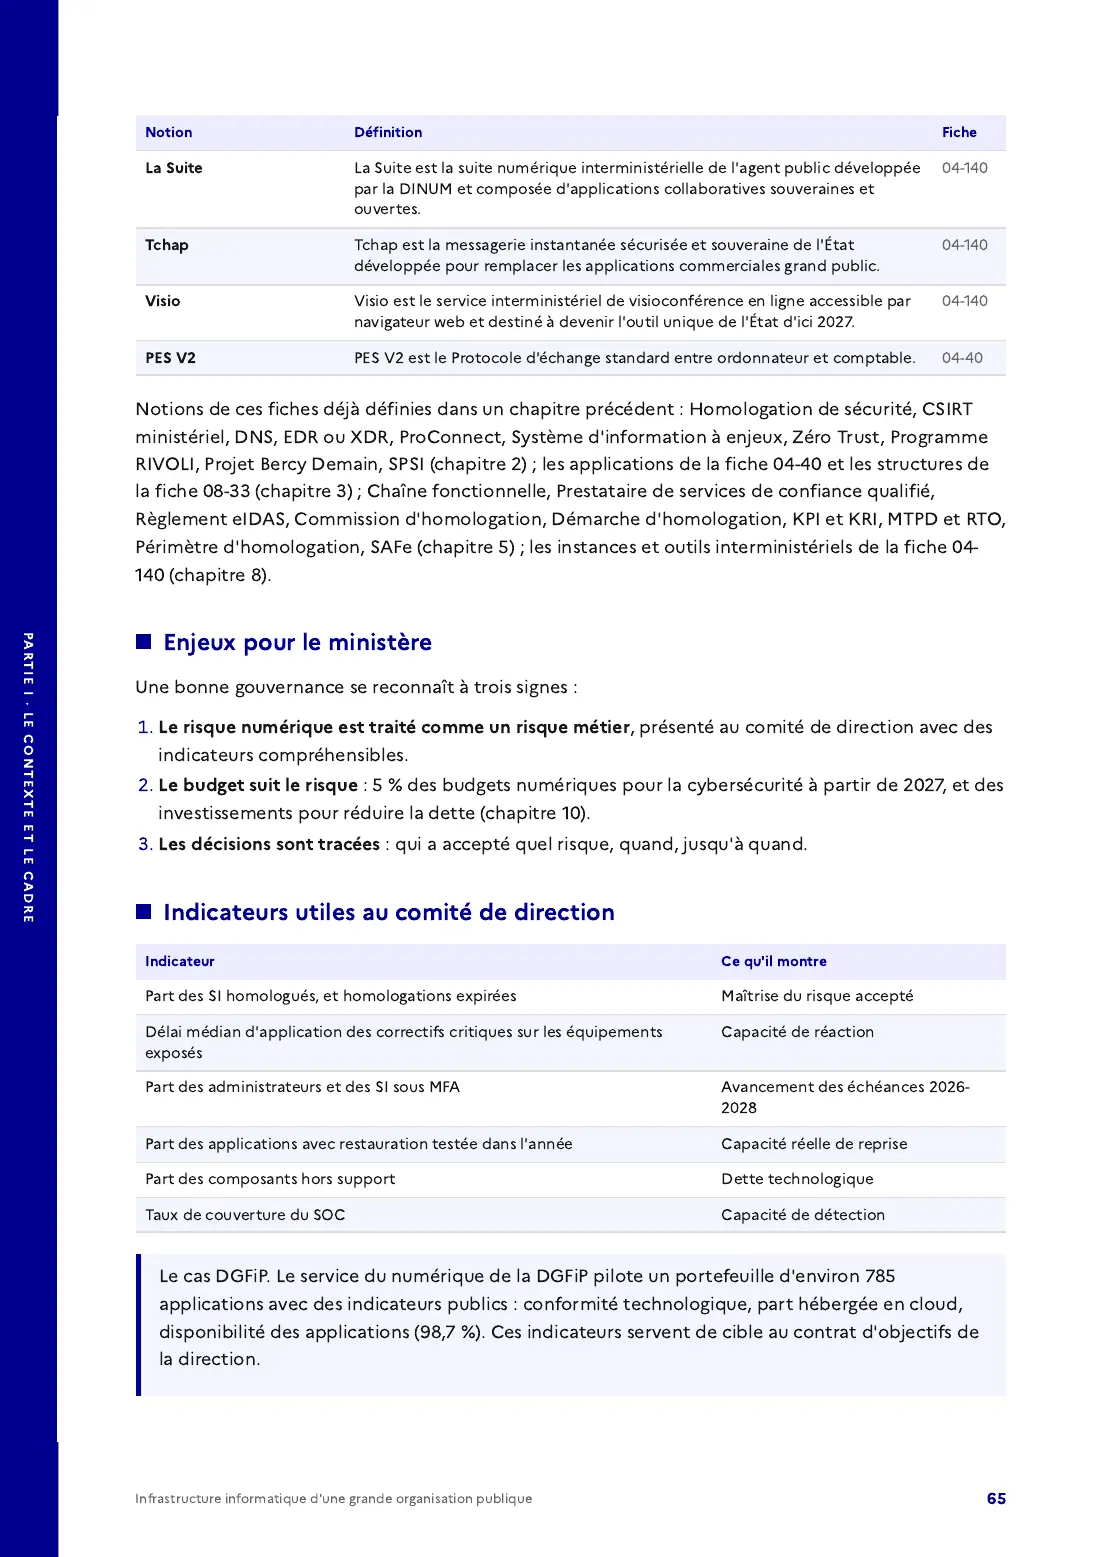 Notion Définition Fiche
La Suite La Suite est la suite numérique interministérielle de l'agent public développée 04-140
par la DINUM et composée d'applications collaboratives souveraines et
ouvertes.
Tchap Tchap est la messagerie instantanée sécurisée et souveraine de l'État 04-140
développée pour remplacer les applications commerciales grand public.
Visio Visio est le service interministériel de visioconférence en ligne accessible par 04-140
navigateur web et destiné à devenir l'outil unique de l'État d'ici 2027.
PES V2 PES V2 est le Protocole d'échange standard entre ordonnateur et comptable. 04-40
Notions de ces fiches déjà définies dans un chapitre précédent : Homologation de sécurité, CSIRT
ministériel, DNS, EDR ou XDR, ProConnect, Système d'information à enjeux, Zéro Trust, Programme
RIVOLI, Projet Bercy Demain, SPSI (chapitre 2) ; les applications de la fiche 04-40 et les structures de
la fiche 08-33 (chapitre 3) ; Chaîne fonctionnelle, Prestataire de services de confiance qualifié,
Règlement eIDAS, Commission d'homologation, Démarche d'homologation, KPI et KRI, MTPD et RTO,
Périmètre d'homologation, SAFe (chapitre 5) ; les instances et outils interministériels de la fiche 04-
140 (chapitre 8).
Enjeux pour le ministère
Une bonne gouvernance se reconnaît à trois signes :
1. Le risque numérique est traité comme un risque métier, présenté au comité de direction avec des
indicateurs compréhensibles.
2. Le budget suit le risque : 5 % des budgets numériques pour la cybersécurité à partir de 2027, et des
investissements pour réduire la dette (chapitre 10).
3. Les décisions sont tracées : qui a accepté quel risque, quand, jusqu'à quand.
Indicateurs utiles au comité de direction
Indicateur Ce qu'il montre
Part des SI homologués, et homologations expirées Maîtrise du risque accepté
Délai médian d'application des correctifs critiques sur les équipements Capacité de réaction
exposés
Part des administrateurs et des SI sous MFA Avancement des échéances 2026-
2028
Part des applications avec restauration testée dans l'année Capacité réelle de reprise
Part des composants hors support Dette technologique
Taux de couverture du SOC Capacité de détection
Le cas DGFiP. Le service du numérique de la DGFiP pilote un portefeuille d'environ 785
applications avec des indicateurs publics : conformité technologique, part hébergée en cloud,
disponibilité des applications (98,7 %). Ces indicateurs servent de cible au contrat d'objectifs de
la direction.
PARTIE I · LE CONTEXTE ET LE CADRE
Infrastructure informatique d'une grande organisation publique 65